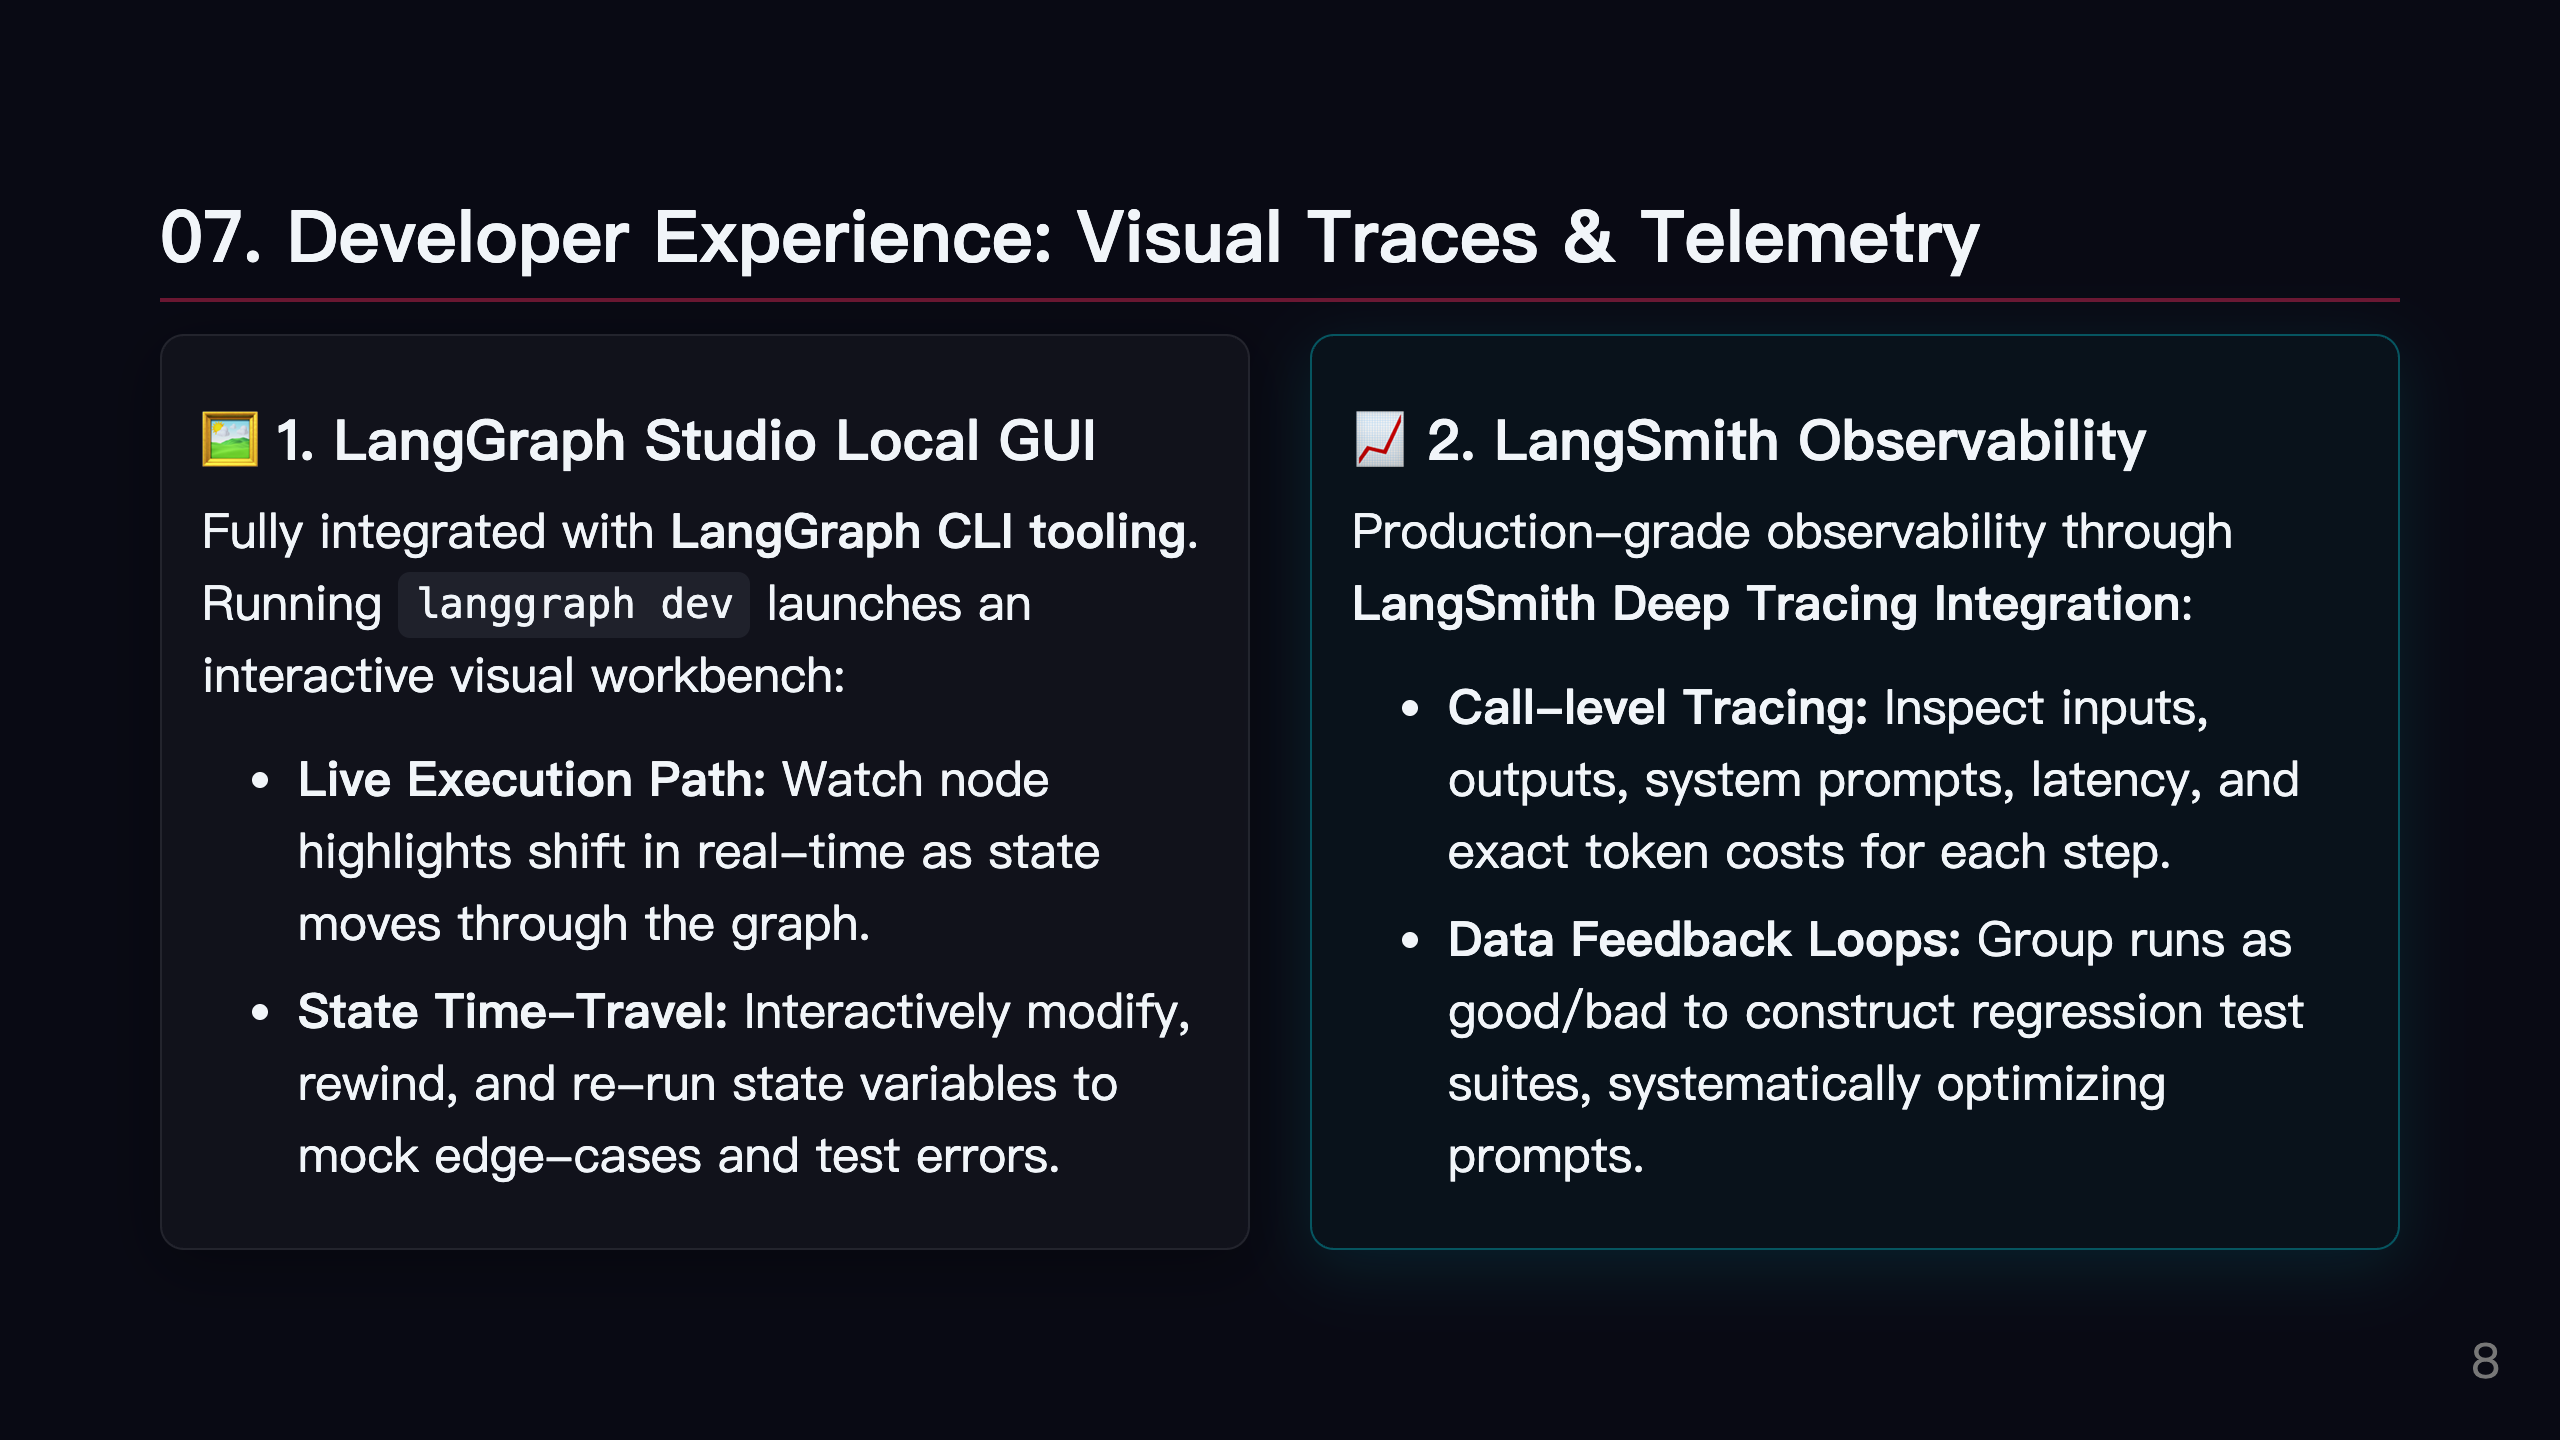 07. Developer Experience: Visual Traces & Telemetry
1. LangGraph Studio Local GUI
Fully integrated with LangGraph CLI tooling.
Running langgraph dev launches an
interactive visual workbench:
• Live Execution Path: Watch node
highlights shift in real-time as state
moves through the graph.
• State Time-Travel: Interactively modify,
rewind, and re-run state variables to
mock edge-cases and test errors.
2. LangSmith Observability
Production-grade observability through
LangSmith Deep Tracing Integration:
• Call-level Tracing: Inspect inputs,
outputs, system prompts, latency, and
exact token costs for each step.
• Data Feedback Loops: Group runs as
good/bad to construct regression test
suites, systematically optimizing
prompts.
8